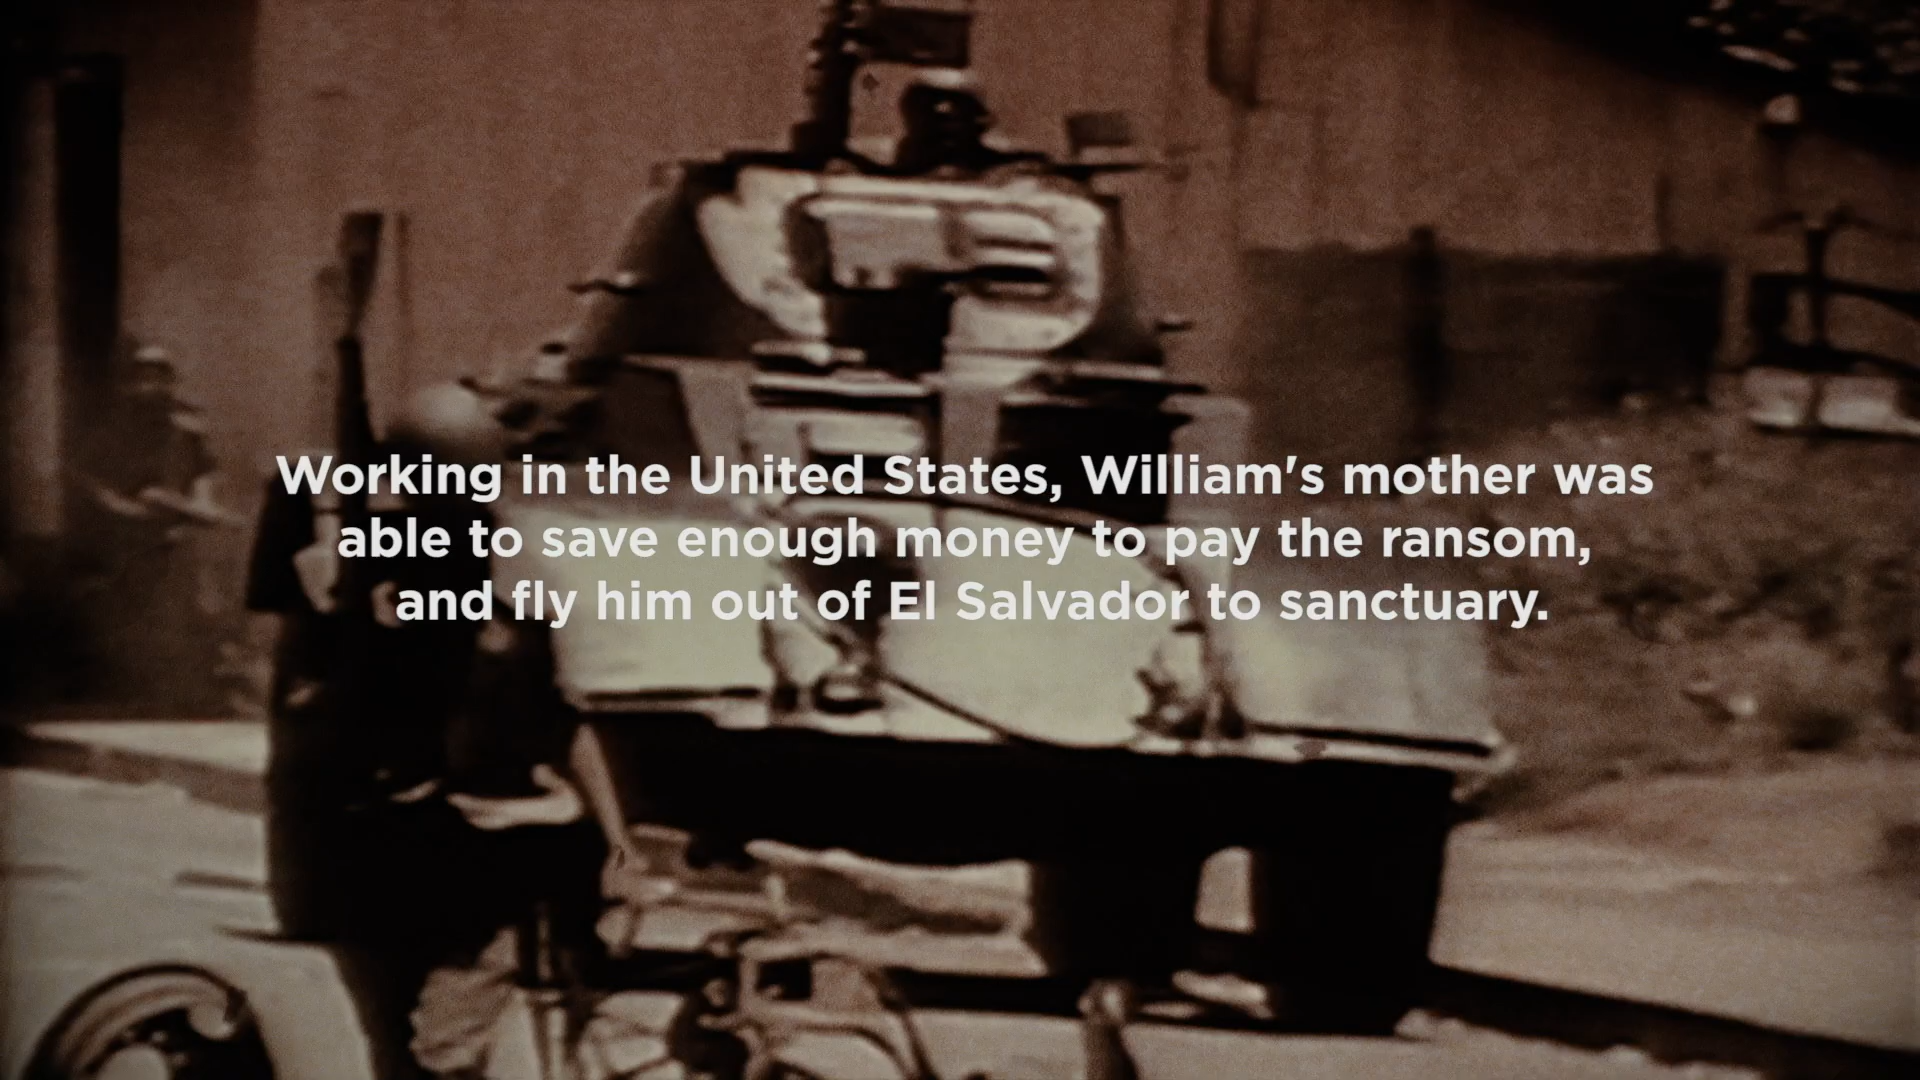 Working in the United States, William's mother was
able to save enough money to pay the ransom,
and fly him out of El Salvador to sanctuary.